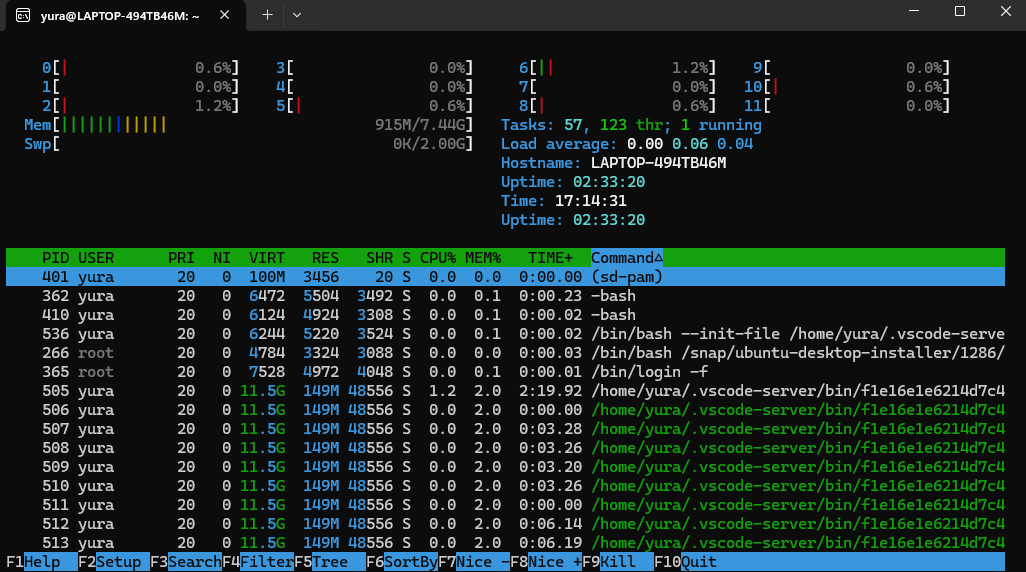 yura@LAPTOP-494TB46M: ~
0[| 0.6%] 3[ 0.0%] 6[|| 1.2%] 9[ 0.0%]
1[ 0.0%] 4[ 0.0%] 7[ 0.0%] 10[| 0.6%]
2[| 1.2%] 5[| 0.6%] 8[| 0.6%] 11[ 0.0%]
Mem[|||||||||||| 915M/7.44G] Tasks: 57, 123 thr; 1 running
Swp[ 0K/2.00G] Load average: 0.00 0.06 0.04
Hostname: LAPTOP-494TB46M
Uptime: 02:33:20
Time: 17:14:31
Uptime: 02:33:20
PID USER PRI NI VIRT RES SHR S CPU% MEM% TIME+ Command△
401 yura 20 0 100M 3456 20 S 0.0 0.0 0:00.00 (sd-pam)
362 yura 20 0 6472 5504 3492 S 0.0 0.1 0:00.23 -bash
410 yura 20 0 6124 4924 3308 S 0.0 0.1 0:00.02 -bash
536 yura 20 0 6244 5220 3524 S 0.0 0.1 0:00.02 /bin/bash --init-file /home/yura/.vscode-serve
266 root 20 0 4784 3324 3088 S 0.0 0.0 0:00.03 /bin/bash /snap/ubuntu-desktop-installer/1286/
365 root 20 0 7528 4972 4048 S 0.0 0.1 0:00.01 /bin/login -f
505 yura 20 0 11.5G 149M 48556 S 1.2 2.0 2:19.92 /home/yura/.vscode-server/bin/f1e16e1e6214d7c4
506 yura 20 0 11.5G 149M 48556 S 0.0 2.0 0:00.00 /home/yura/.vscode-server/bin/f1e16e1e6214d7c4
507 yura 20 0 11.5G 149M 48556 S 0.0 2.0 0:03.28 /home/yura/.vscode-server/bin/f1e16e1e6214d7c4
508 yura 20 0 11.5G 149M 48556 S 0.0 2.0 0:03.26 /home/yura/.vscode-server/bin/f1e16e1e6214d7c4
509 yura 20 0 11.5G 149M 48556 S 0.0 2.0 0:03.20 /home/yura/.vscode-server/bin/f1e16e1e6214d7c4
510 yura 20 0 11.5G 149M 48556 S 0.0 2.0 0:03.26 /home/yura/.vscode-server/bin/f1e16e1e6214d7c4
511 yura 20 0 11.5G 149M 48556 S 0.0 2.0 0:00.00 /home/yura/.vscode-server/bin/f1e16e1e6214d7c4
512 yura 20 0 11.5G 149M 48556 S 0.0 2.0 0:06.14 /home/yura/.vscode-server/bin/f1e16e1e6214d7c4
513 yura 20 0 11.5G 149M 48556 S 0.0 2.0 0:06.19 /home/yura/.vscode-server/bin/f1e16e1e6214d7c4
F1Help F2Setup F3SearchF4FilterF5Tree F6SortByF7Nice -F8Nice +F9Kill F10Quit